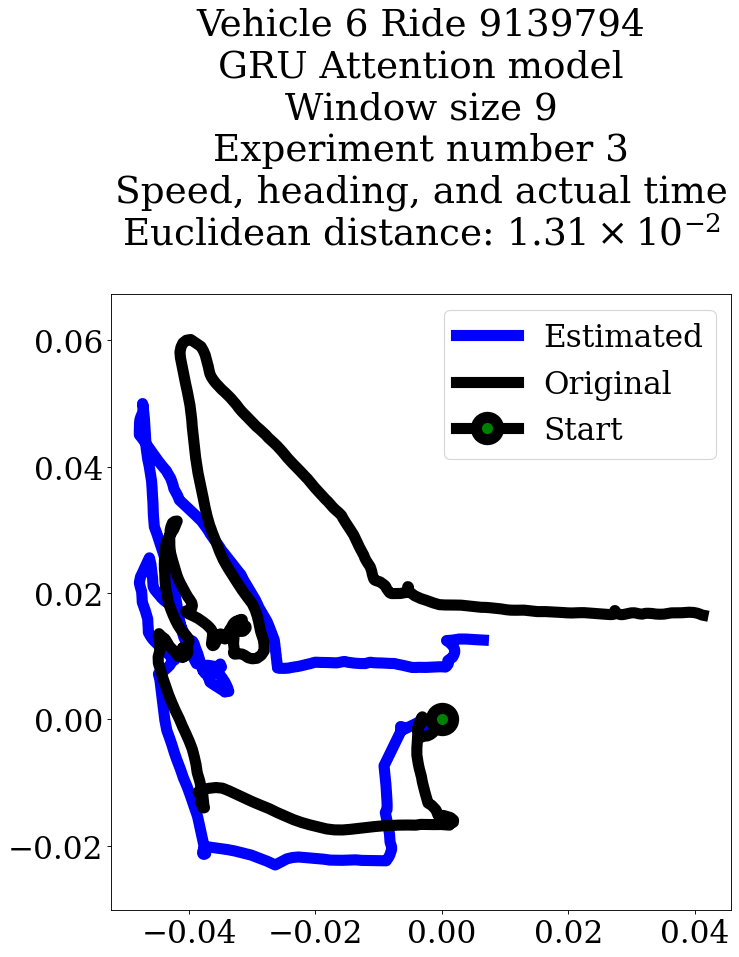 Vehicle 6 Ride 9139794
GRU Attention model
Window size 9
Experiment number 3
Speed, heading, and actual time
Euclidean distance: 1.31 × 10⁻²
Estimated
Original
Start
0.06
0.04
0.02
0.00
−0.02
−0.04 −0.02 0.00 0.02 0.04